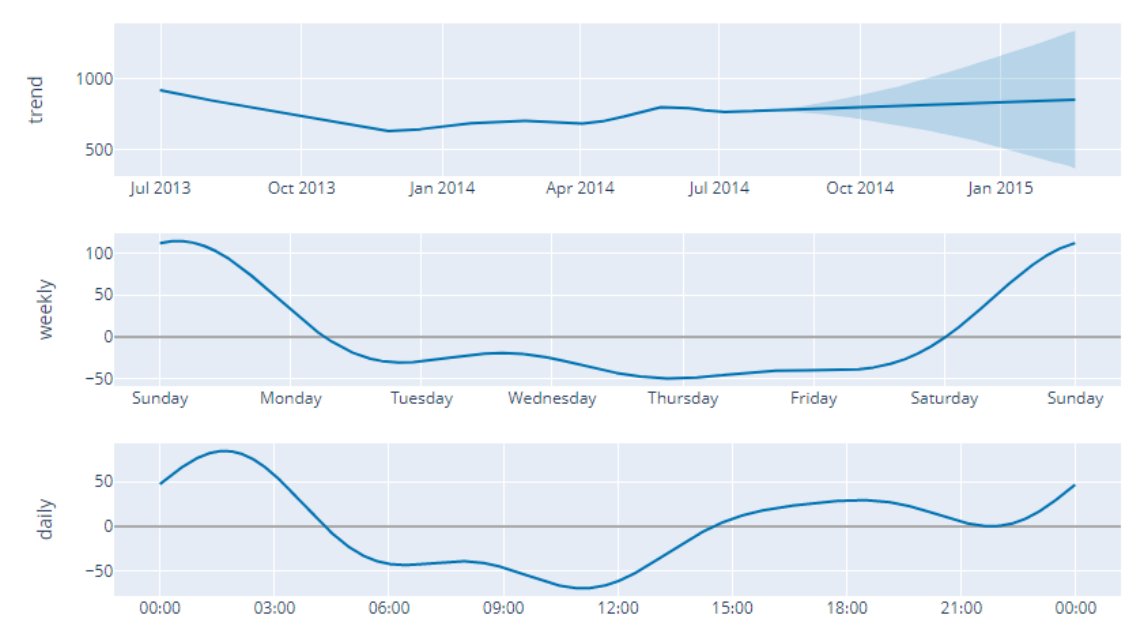 trend
1000
500
Jul 2013 Oct 2013 Jan 2014 Apr 2014 Jul 2014 Oct 2014 Jan 2015
weekly
100
50
0
−50
Sunday Monday Tuesday Wednesday Thursday Friday Saturday Sunday
daily
50
0
−50
00:00 03:00 06:00 09:00 12:00 15:00 18:00 21:00 00:00